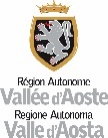 Région Autonome
Vallée d'Aoste
Regione Autonoma
Valle d'Aosta